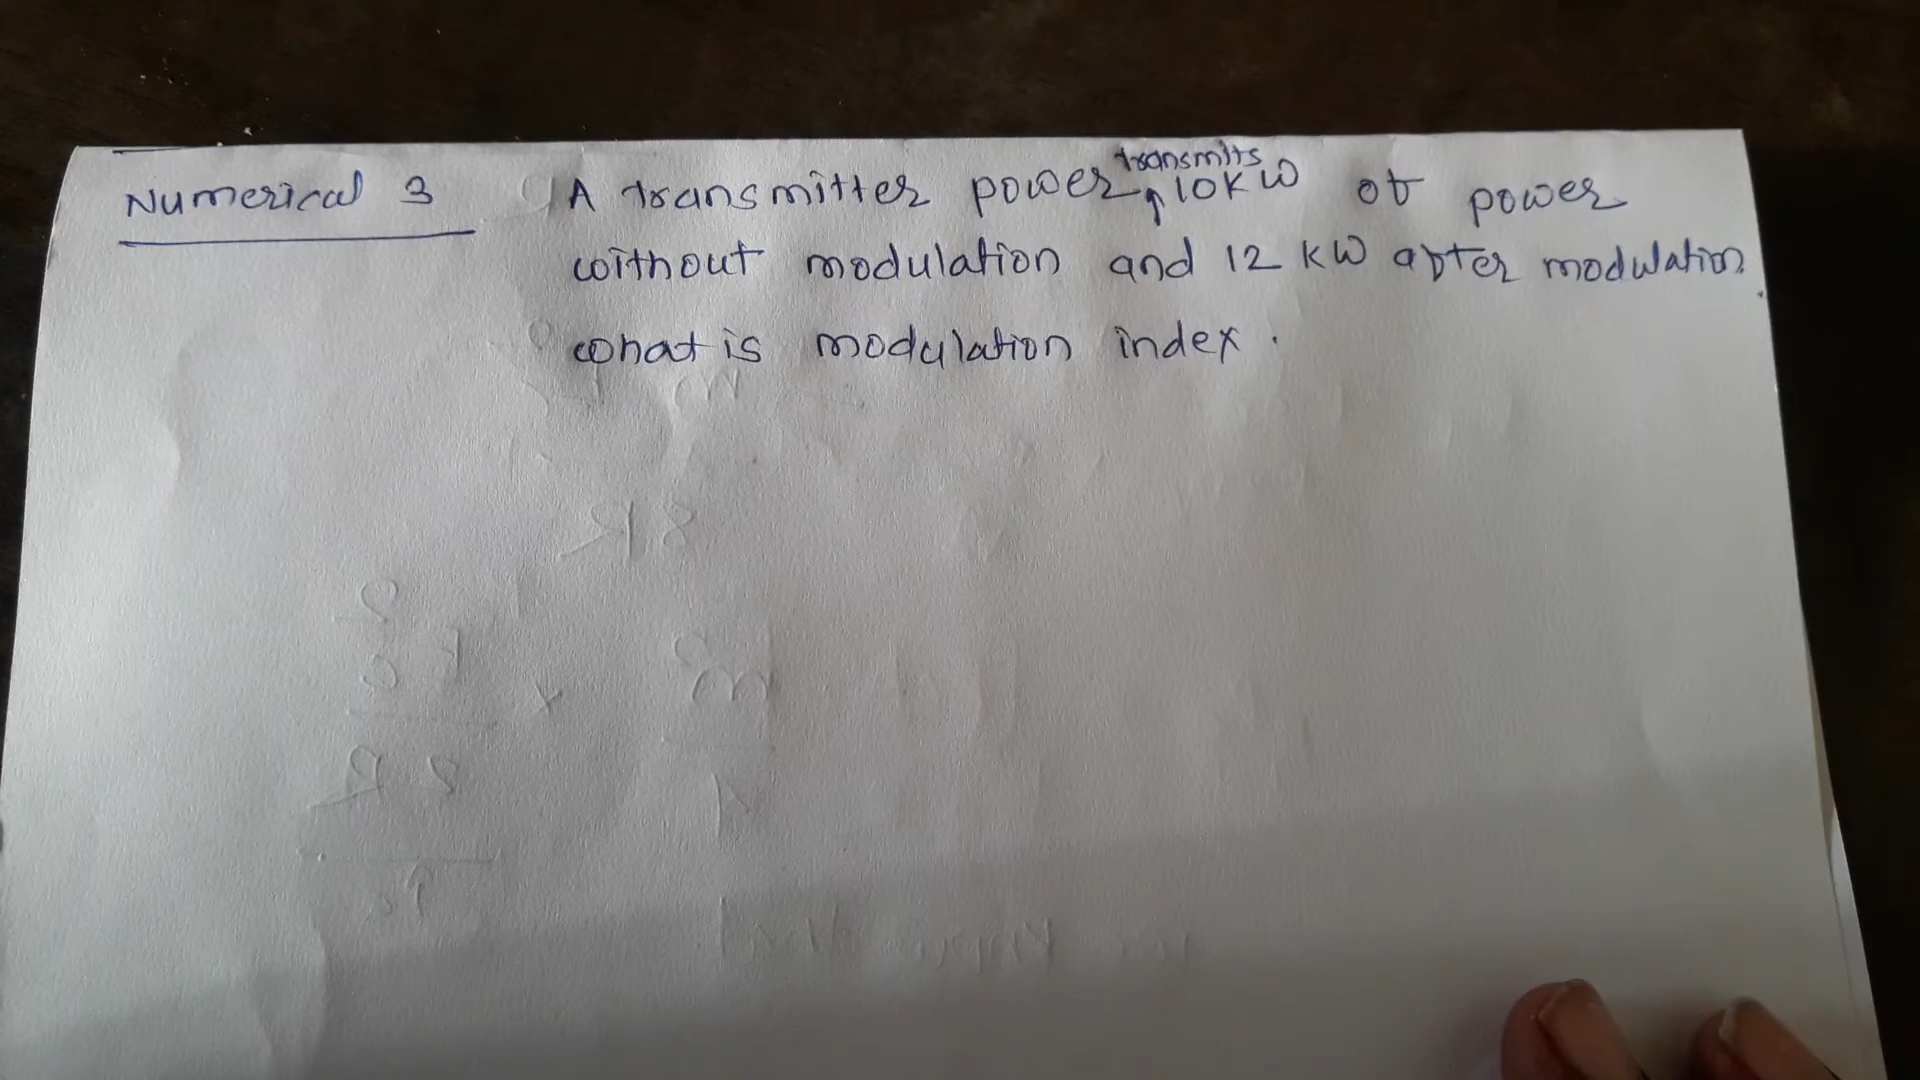 Numerical 3 A transmitter power transmits 10KW of power
without modulation and 12 KW after modulation.
what is modulation index.